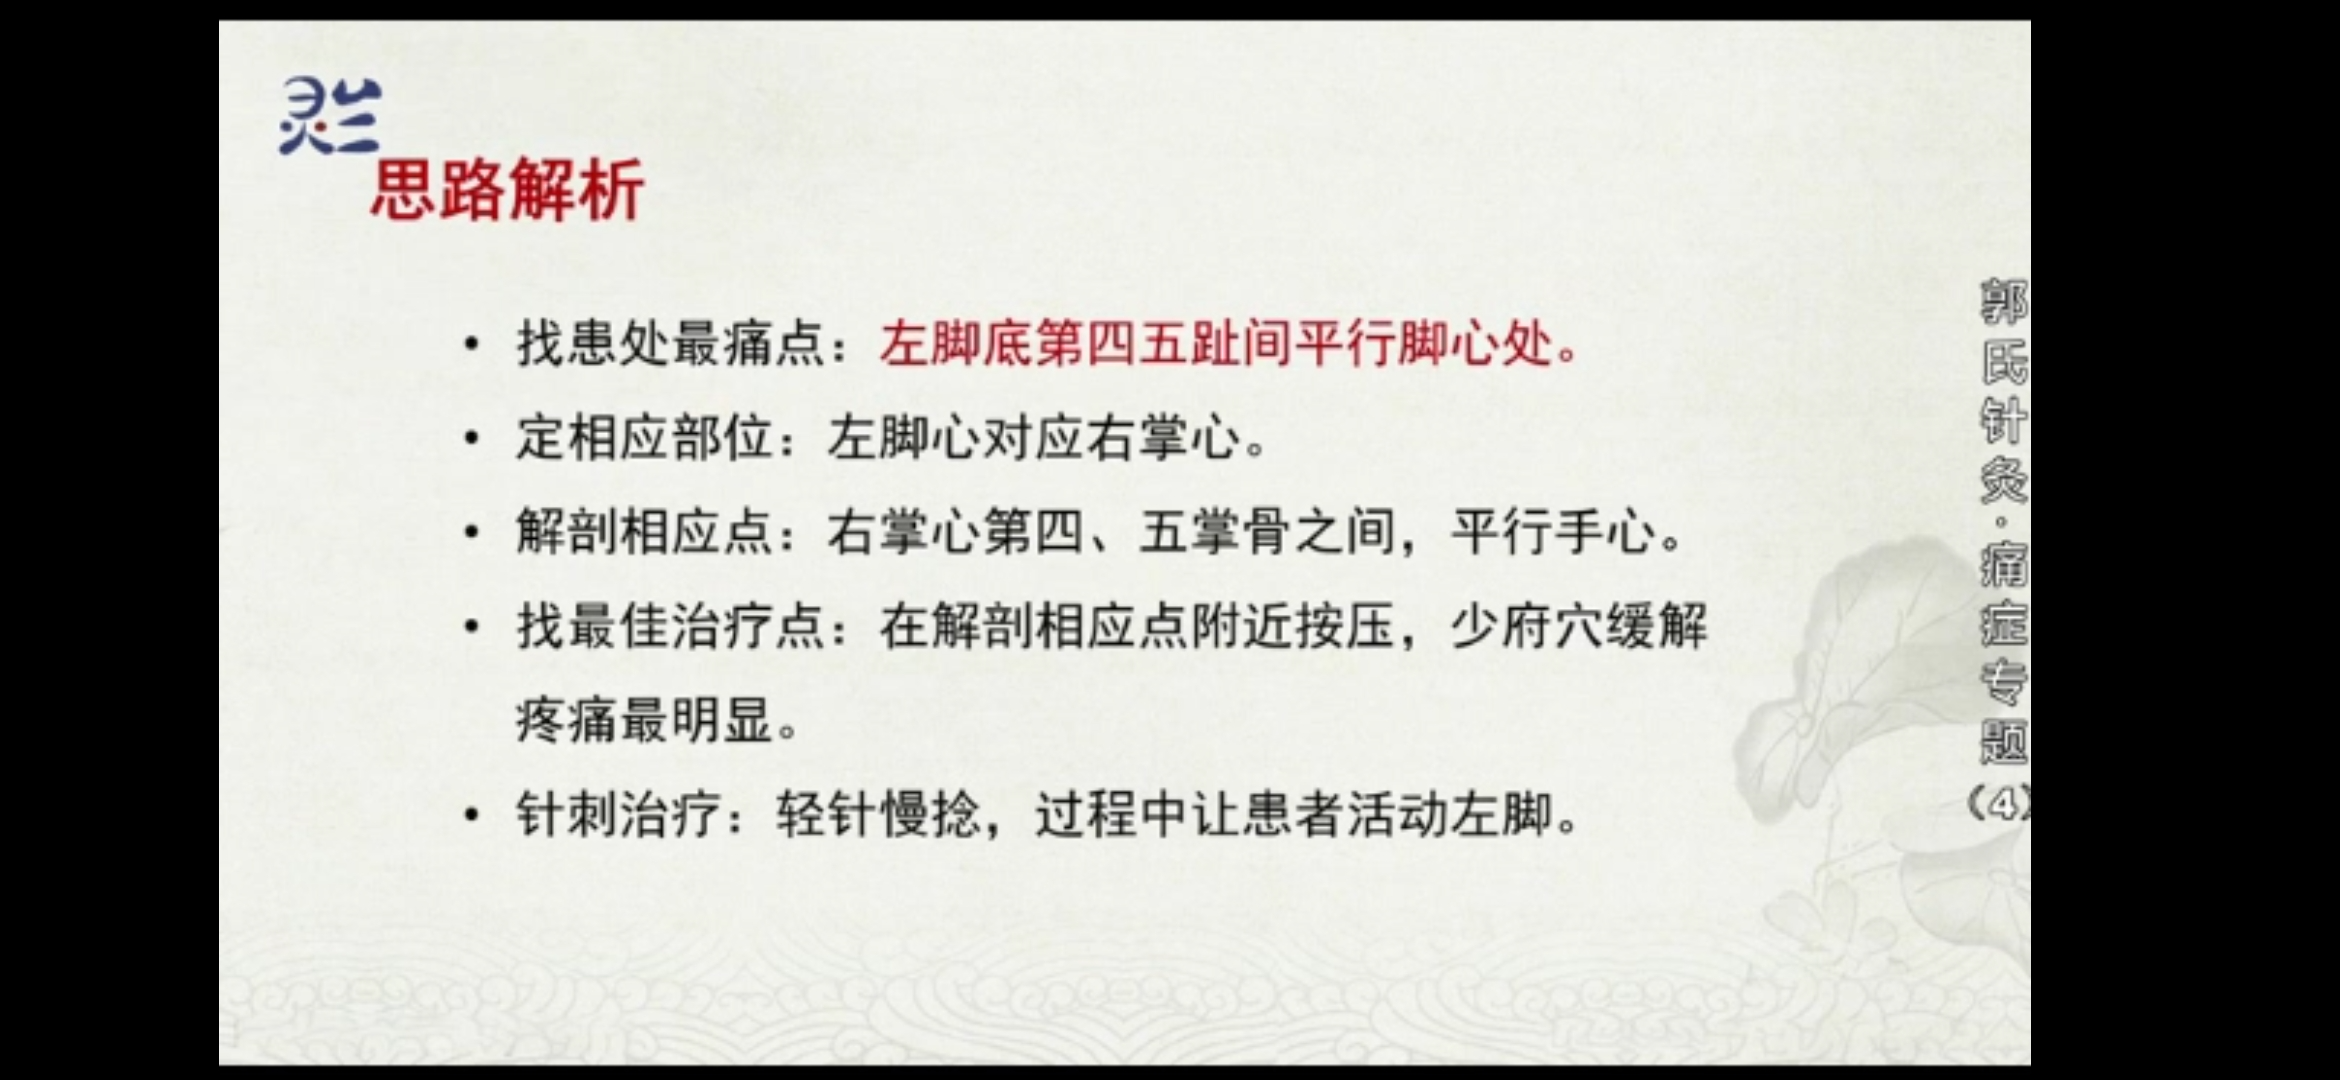 灵兰
思路解析
• 找患处最痛点：左脚底第四五趾间平行脚心处。
• 定相应部位：左脚心对应右掌心。
• 解剖相应点：右掌心第四、五掌骨之间，平行手心。
• 找最佳治疗点：在解剖相应点附近按压，少府穴缓解
疼痛最明显。
• 针刺治疗：轻针慢捻，过程中让患者活动左脚。
郭氏针灸·痛症专题（4）